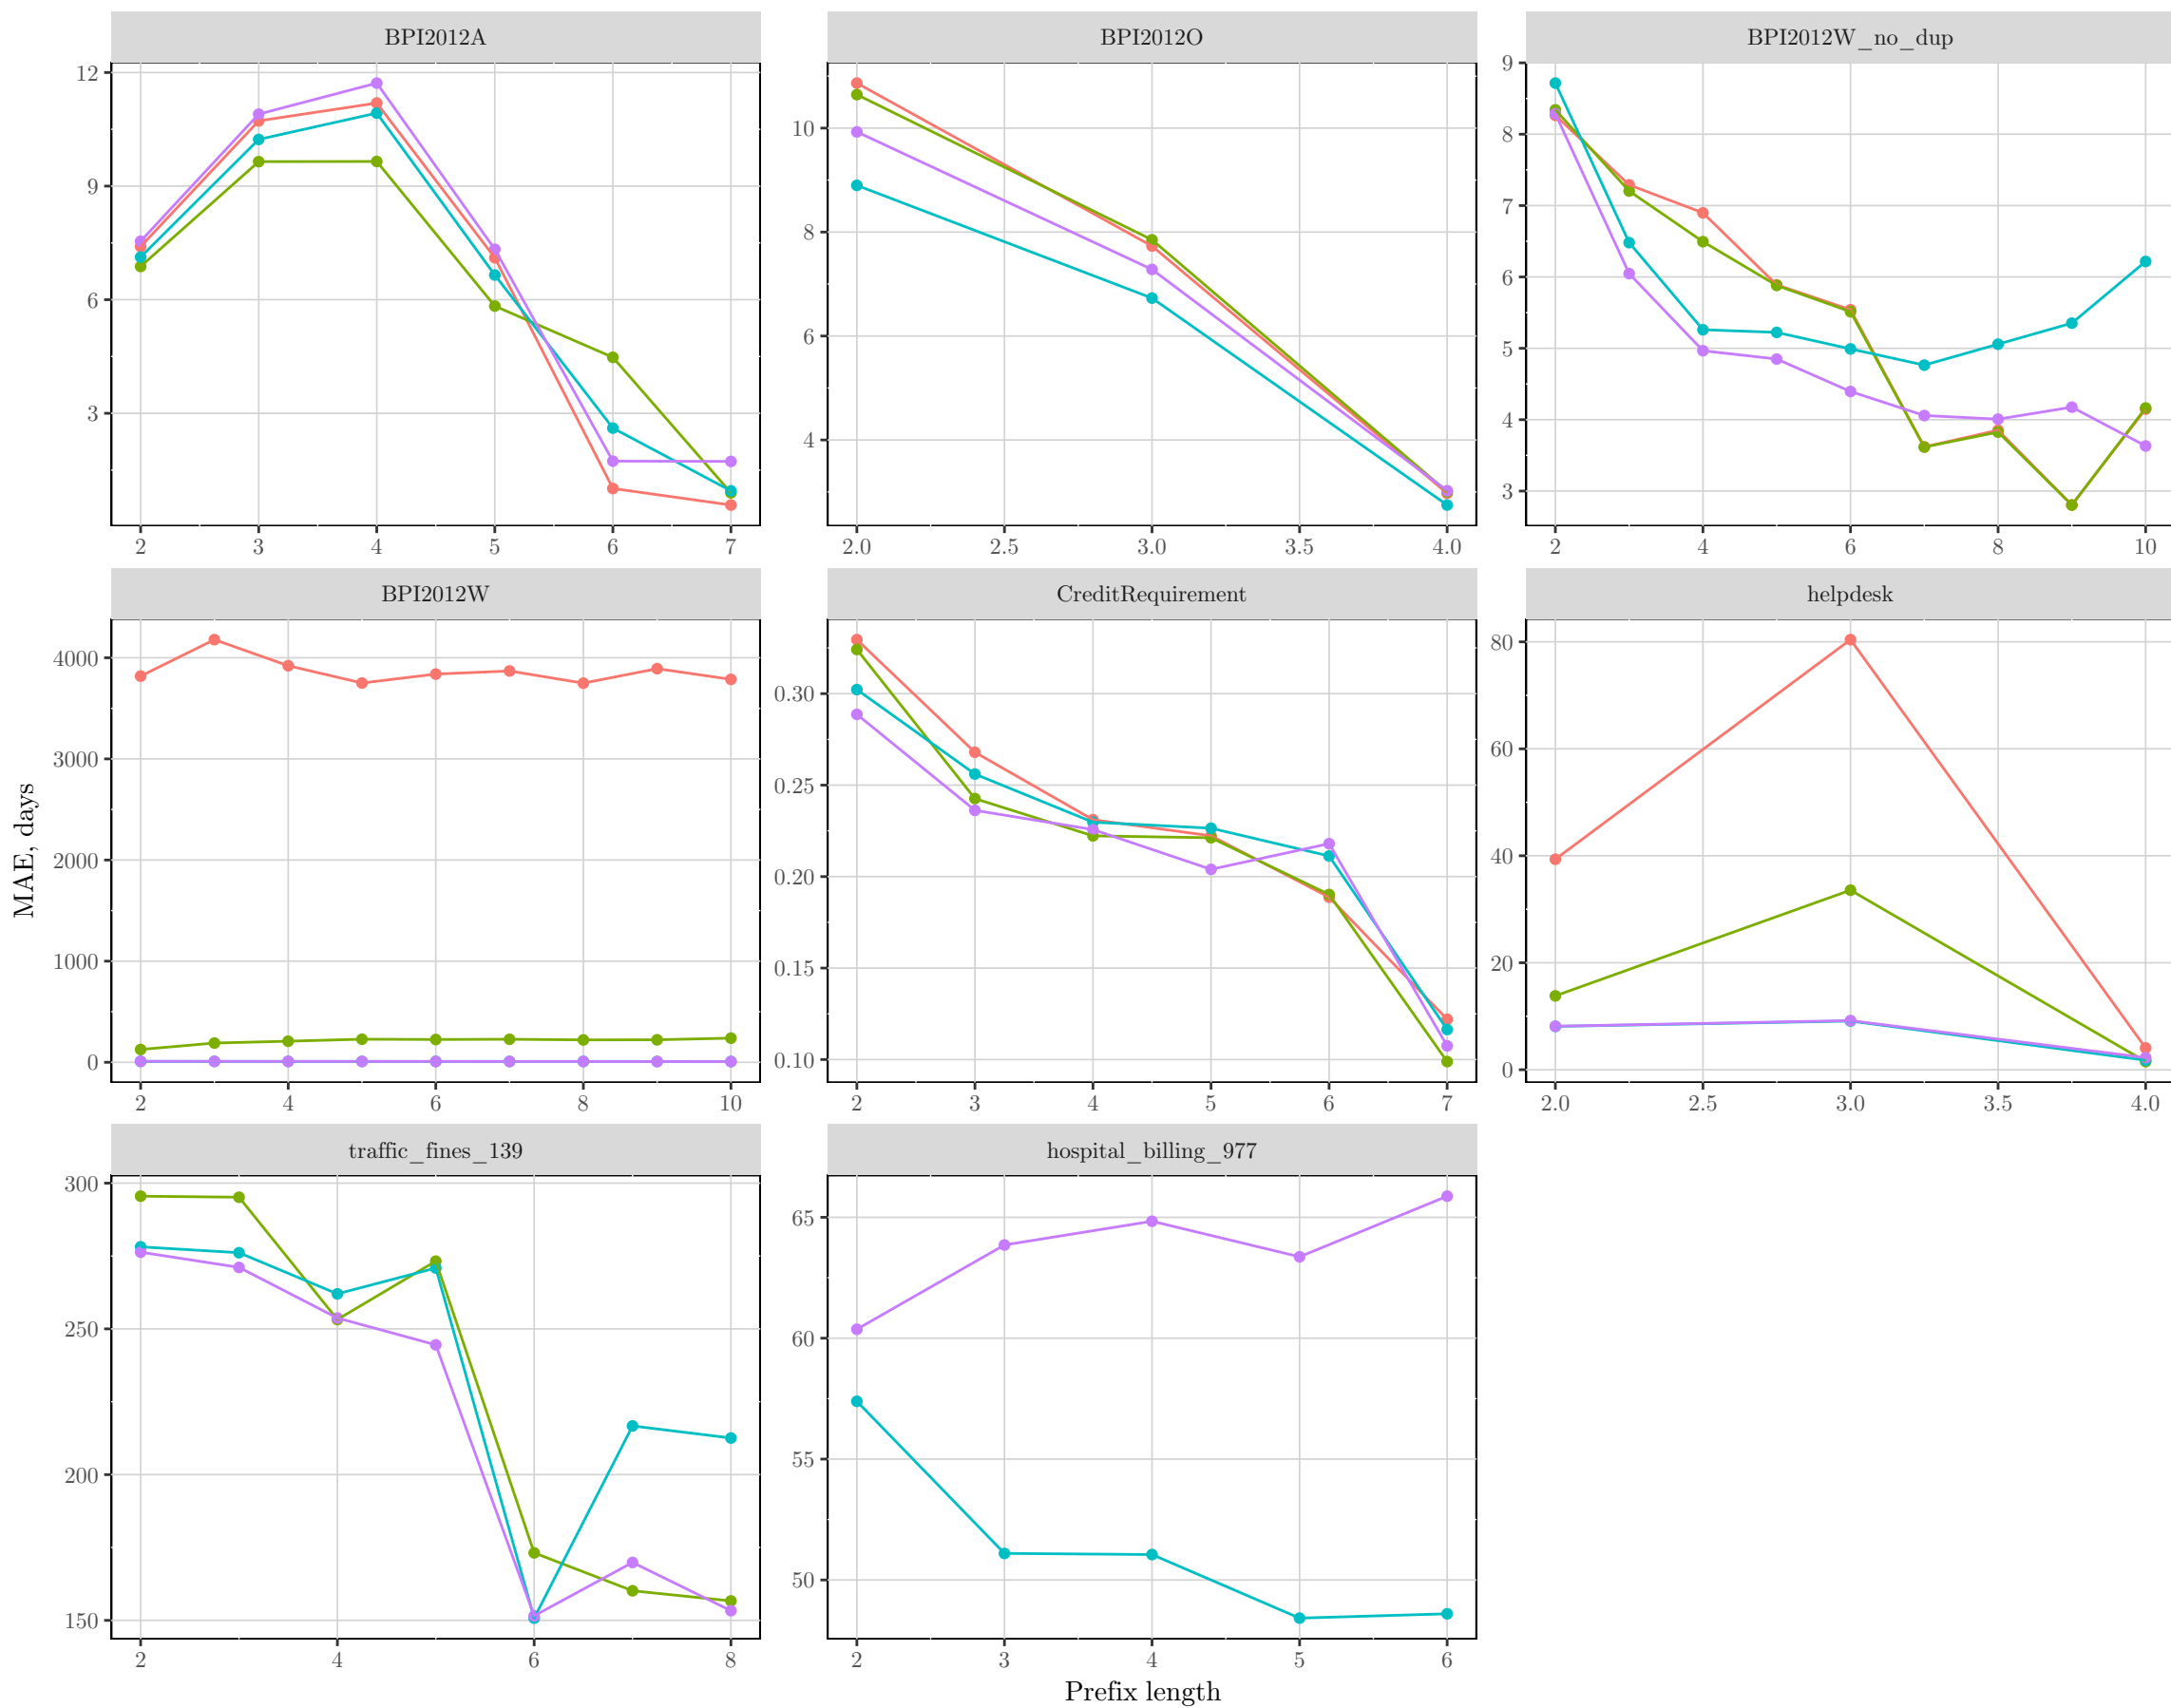 BPI2012A
BPI2012O
BPI2012W_no_dup
12
9
6
3
2 3 4 5 6 7
10
8
6
4
2.0 2.5 3.0 3.5 4.0
9
8
7
6
5
4
3
2 4 6 8 10
BPI2012W
CreditRequirement
helpdesk
4000
3000
2000
1000
0
2 4 6 8 10
0.30
0.25
0.20
0.15
0.10
2 3 4 5 6 7
80
60
40
20
0
2.0 2.5 3.0 3.5 4.0
MAE, days
traffic_fines_139
hospital_billing_977
300
250
200
150
2 4 6 8
65
60
55
50
2 3 4 5 6
Prefix length